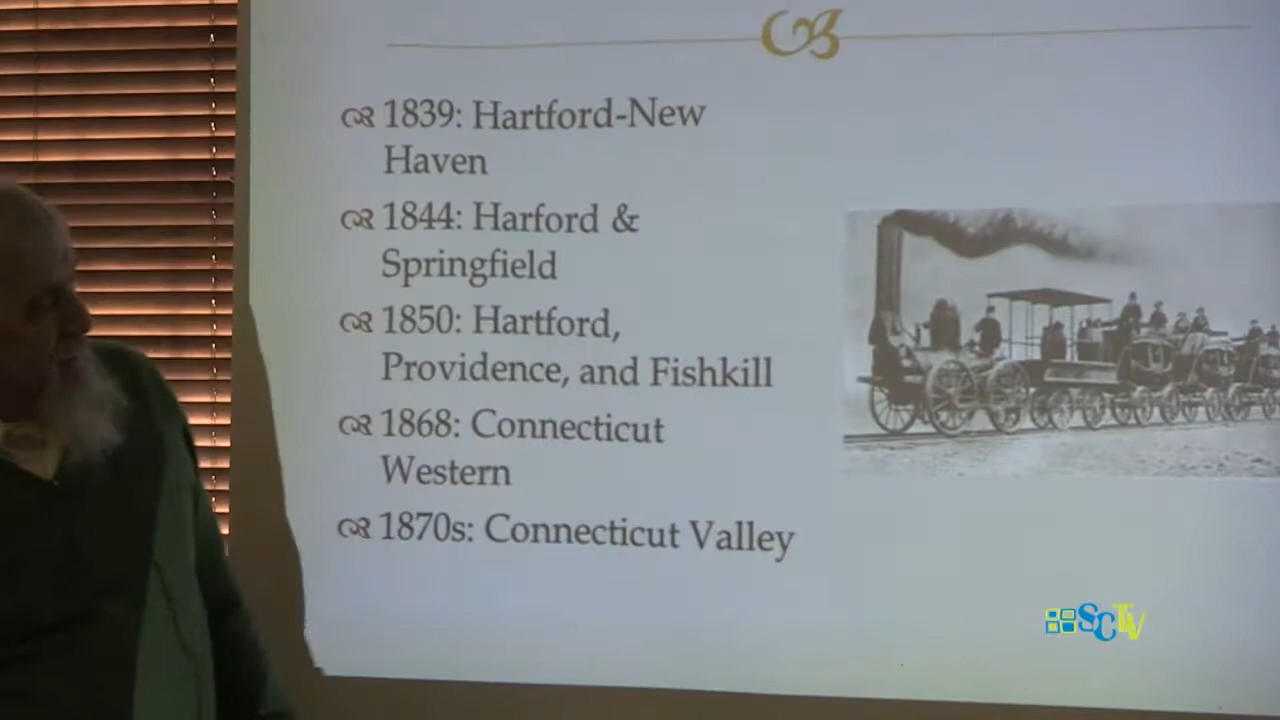 1839: Hartford-New
Haven
1844: Harford &
Springfield
1850: Hartford,
Providence, and Fishkill
1868: Connecticut
Western
1870s: Connecticut Valley
SCTV